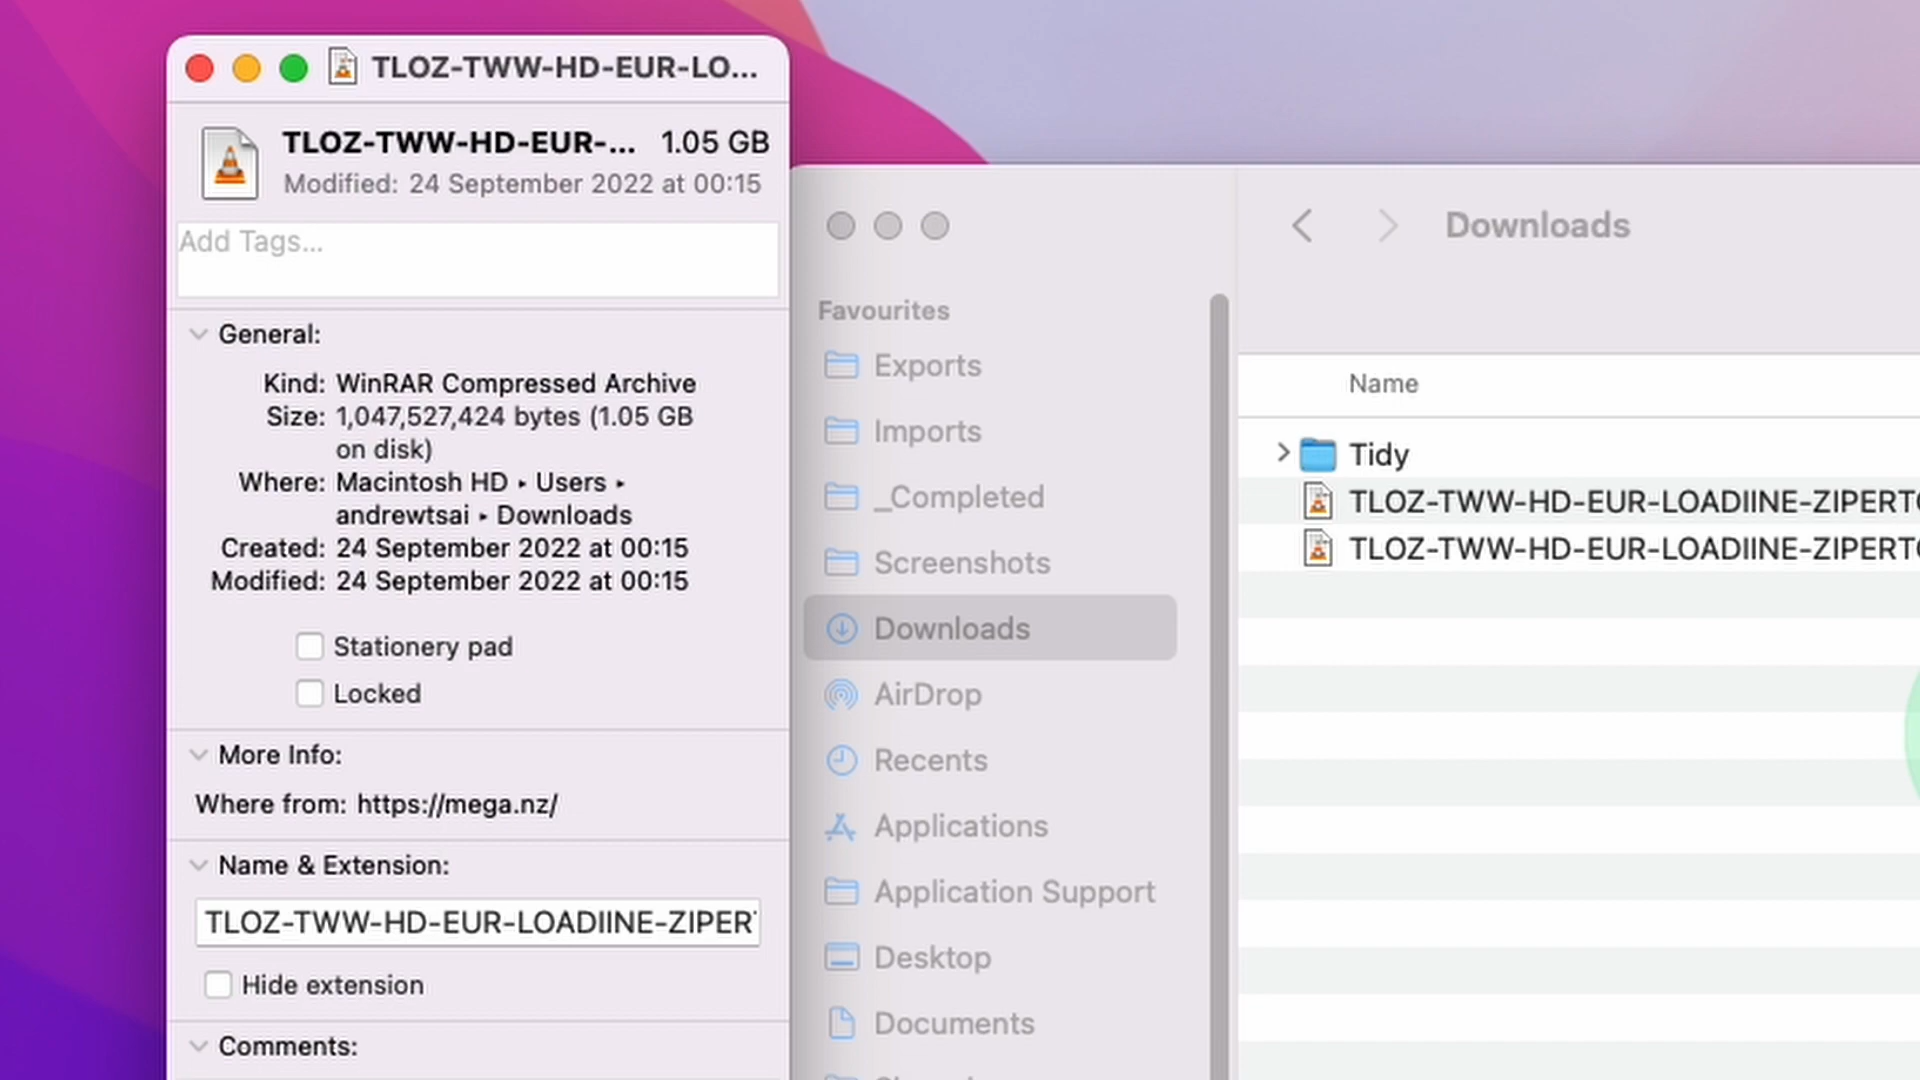 TLOZ-TWW-HD-EUR-LO...
TLOZ-TWW-HD-EUR-... 1.05 GB
Modified: 24 September 2022 at 00:15
Add Tags...
General:
Kind: WinRAR Compressed Archive
Size: 1,047,527,424 bytes (1.05 GB
on disk)
Where: Macintosh HD ▸ Users ▸
andrewtsai ▸ Downloads
Created: 24 September 2022 at 00:15
Modified: 24 September 2022 at 00:15
Stationery pad
Locked
More Info:
Where from: https://mega.nz/
Name & Extension:
TLOZ-TWW-HD-EUR-LOADIINE-ZIPER
Hide extension
Comments:
Favourites
Exports
Imports
_Completed
Screenshots
Downloads
AirDrop
Recents
Applications
Application Support
Desktop
Documents
Downloads
Name
Tidy
TLOZ-TWW-HD-EUR-LOADIINE-ZIPERT
TLOZ-TWW-HD-EUR-LOADIINE-ZIPERT